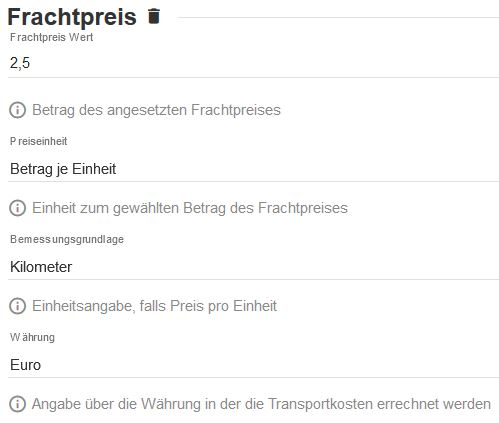 Frachtpreis
Frachtpreis Wert
2,5
Betrag des angesetzten Frachtpreises
Preiseinheit
Betrag je Einheit
Einheit zum gewählten Betrag des Frachtpreises
Bemessungsgrundlage
Kilometer
Einheitsangabe, falls Preis pro Einheit
Währung
Euro
Angabe über die Währung in der die Transportkosten errechnet werden